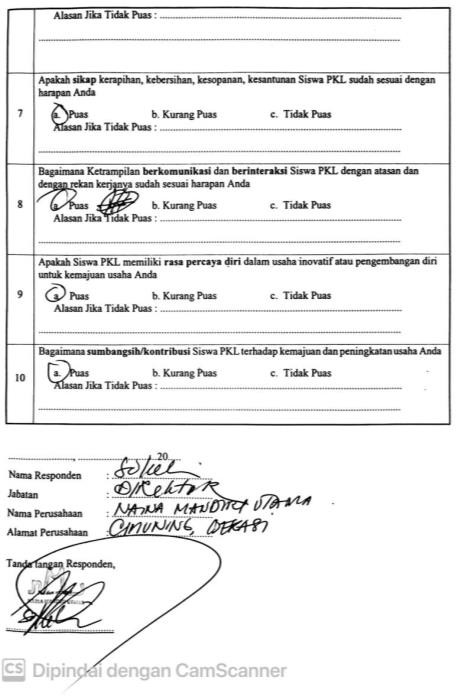 Alasan Jika Tidak Puas :
Apakah sikap kerapihan, kebersihan, kesopanan, kesantunan Siswa PKL sudah sesuai dengan
harapan Anda
7
a. Puas b. Kurang Puas c. Tidak Puas
Alasan Jika Tidak Puas :
Bagaimana Ketrampilan berkomunikasi dan berinteraksi Siswa PKL dengan atasan dan
dengan rekan kerjanya sudah sesuai harapan Anda
8
a. Puas b. Kurang Puas c. Tidak Puas
Alasan Jika Tidak Puas :
Apakah Siswa PKL memiliki rasa percaya diri dalam usaha inovatif atau pengembangan diri
untuk kemajuan usaha Anda
9
a. Puas b. Kurang Puas c. Tidak Puas
Alasan Jika Tidak Puas :
Bagaimana sumbangsih/kontribusi Siswa PKL terhadap kemajuan dan peningkatan usaha Anda
10
a. Puas b. Kurang Puas c. Tidak Puas
Alasan Jika Tidak Puas :
20
Nama Responden :
Jabatan : DIREKTOR
Nama Perusahaan : NAINA MANDIRI UTAMA
Alamat Perusahaan : CIMUNING, BEKASI
Tanda tangan Responden,
CS Dipindai dengan CamScanner